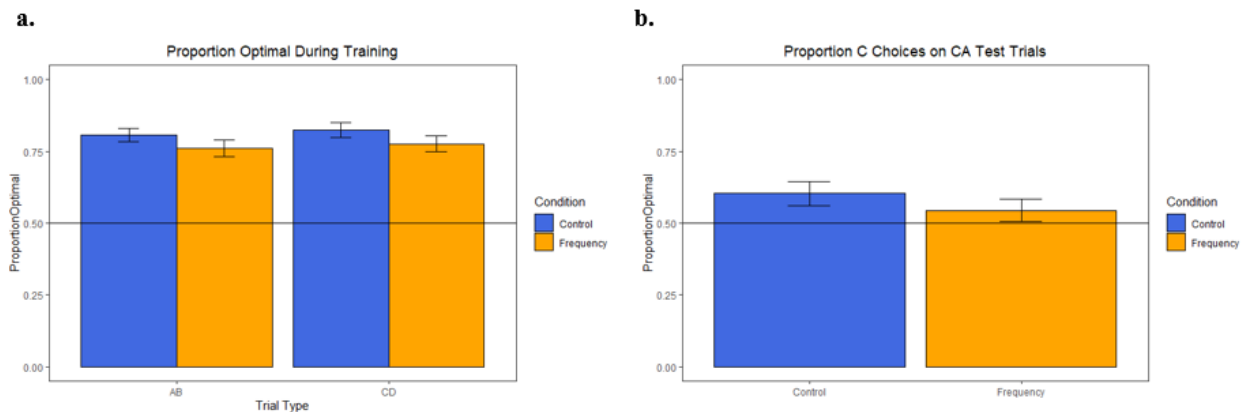 a.
Proportion Optimal During Training
ProportionOptimal
1.00
0.75
0.50
0.25
0.00
AB
CD
Trial Type
Condition
Control
Frequency
b.
Proportion C Choices on CA Test Trials
ProportionOptimal
1.00
0.75
0.50
0.25
0.00
Control
Frequency
Condition
Control
Frequency